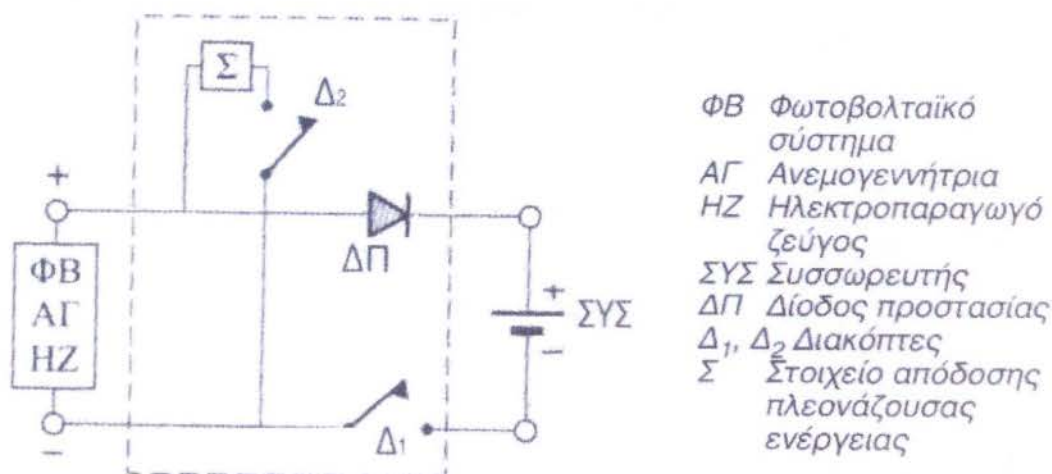 Σ
Δ₂
+
ΔΠ
ΦΒ
ΑΓ
ΗΖ
+
ΣΥΣ
−
−
Δ₁
ΦΒ Φωτοβολταϊκό
σύστημα
ΑΓ Ανεμογεννήτρια
ΗΖ Ηλεκτροπαραγωγό
ζεύγος
ΣΥΣ Συσσωρευτής
ΔΠ Δίοδος προστασίας
Δ₁, Δ₂ Διακόπτες
Σ Στοιχείο απόδοσης
πλεονάζουσας
ενέργειας